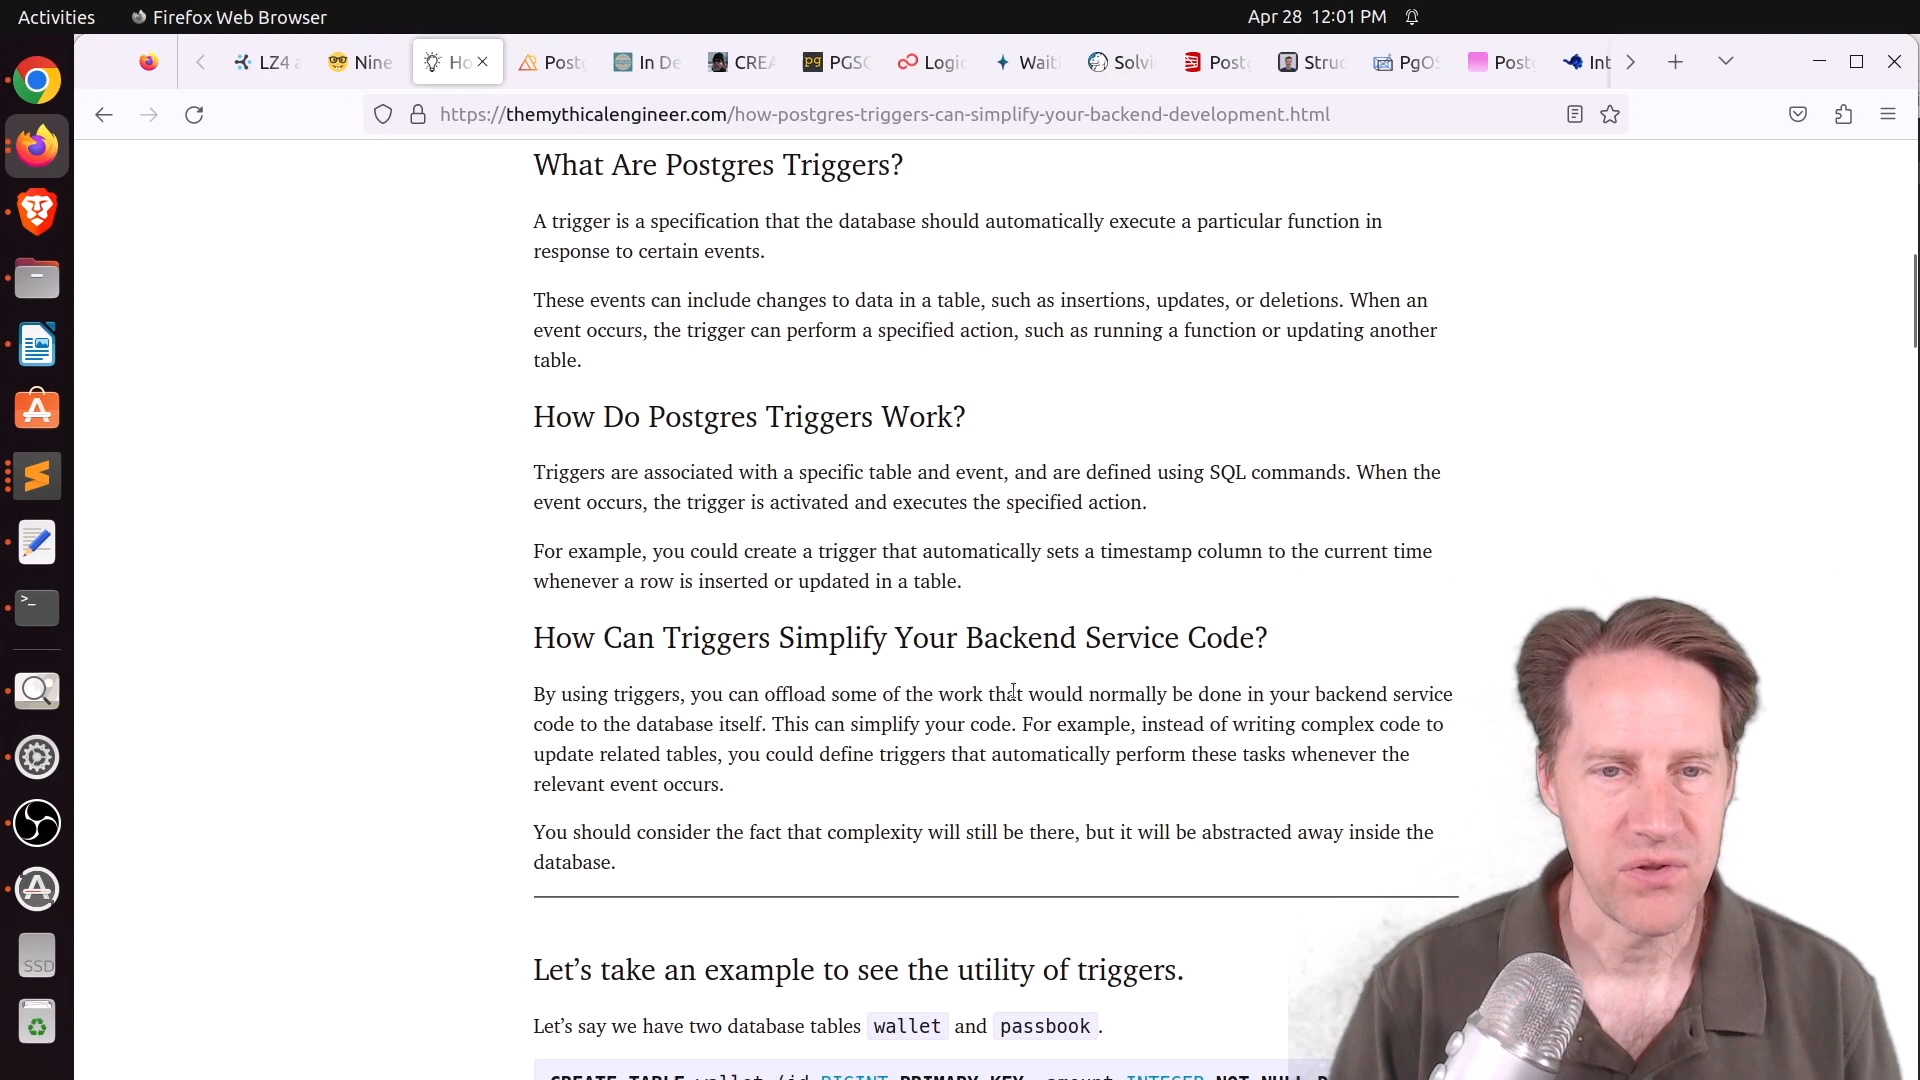 Activities Firefox Web Browser Apr 28 12:01 PM
LZ4 a Nine Ho Postg In De CREA PGSC Logic Wait Solvi Postg Struc PgOS Postg Int
https://themythicalengineer.com/how-postgres-triggers-can-simplify-your-backend-development.html
What Are Postgres Triggers?
A trigger is a specification that the database should automatically execute a particular function in
response to certain events.
These events can include changes to data in a table, such as insertions, updates, or deletions. When an
event occurs, the trigger can perform a specified action, such as running a function or updating another
table.
How Do Postgres Triggers Work?
Triggers are associated with a specific table and event, and are defined using SQL commands. When the
event occurs, the trigger is activated and executes the specified action.
For example, you could create a trigger that automatically sets a timestamp column to the current time
whenever a row is inserted or updated in a table.
How Can Triggers Simplify Your Backend Service Code?
By using triggers, you can offload some of the work that would normally be done in your backend service
code to the database itself. This can simplify your code. For example, instead of writing complex code to
update related tables, you could define triggers that automatically perform these tasks whenever the
relevant event occurs.
You should consider the fact that complexity will still be there, but it will be abstracted away inside the
database.
Let's take an example to see the utility of triggers.
Let's say we have two database tables wallet and passbook.
CREATE TABLE wallet (id BIGINT PRIMARY KEY, amount INTEGER NOT NULL D
SSD